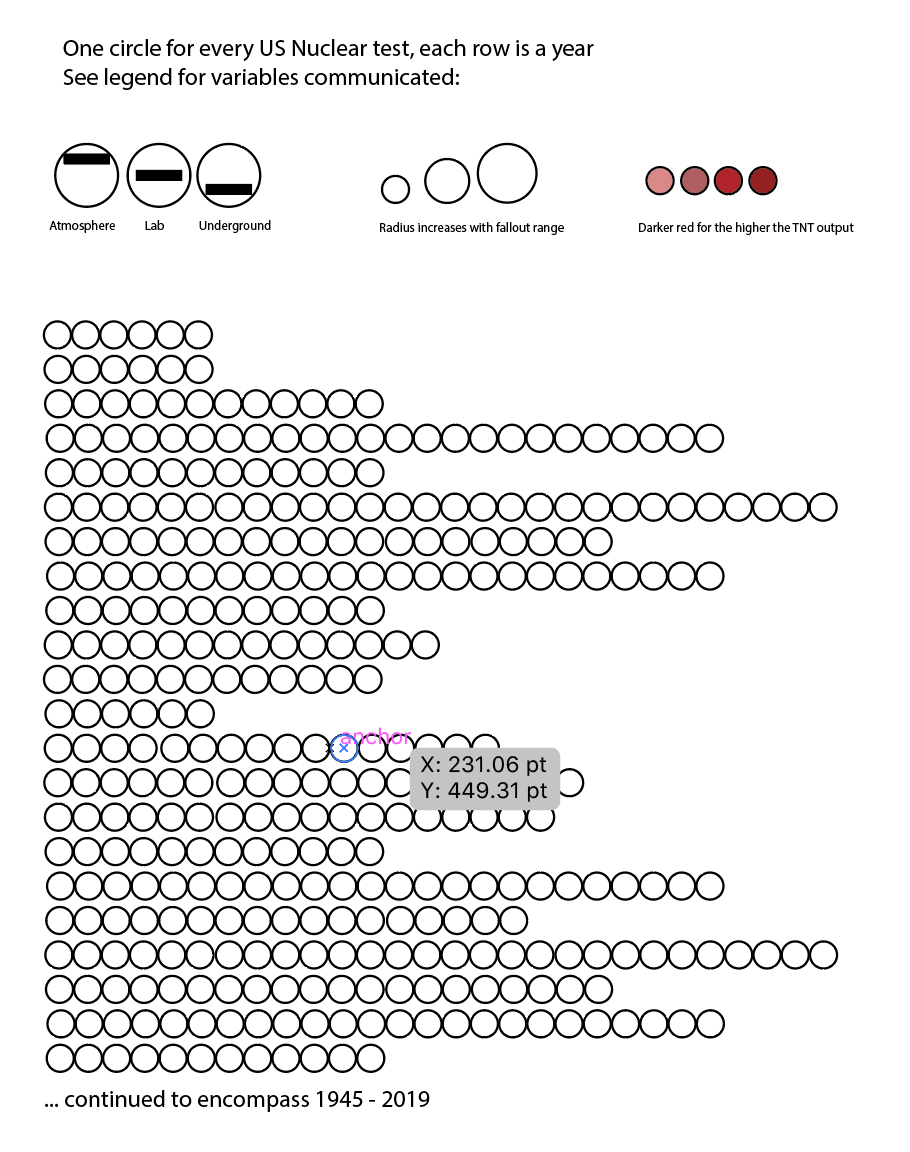 One circle for every US Nuclear test, each row is a year
See legend for variables communicated:
Atmosphere Lab Underground
Radius increases with fallout range
Darker red for the higher the TNT output
anchor
X: 231.06 pt
Y: 449.31 pt
... continued to encompass 1945 - 2019